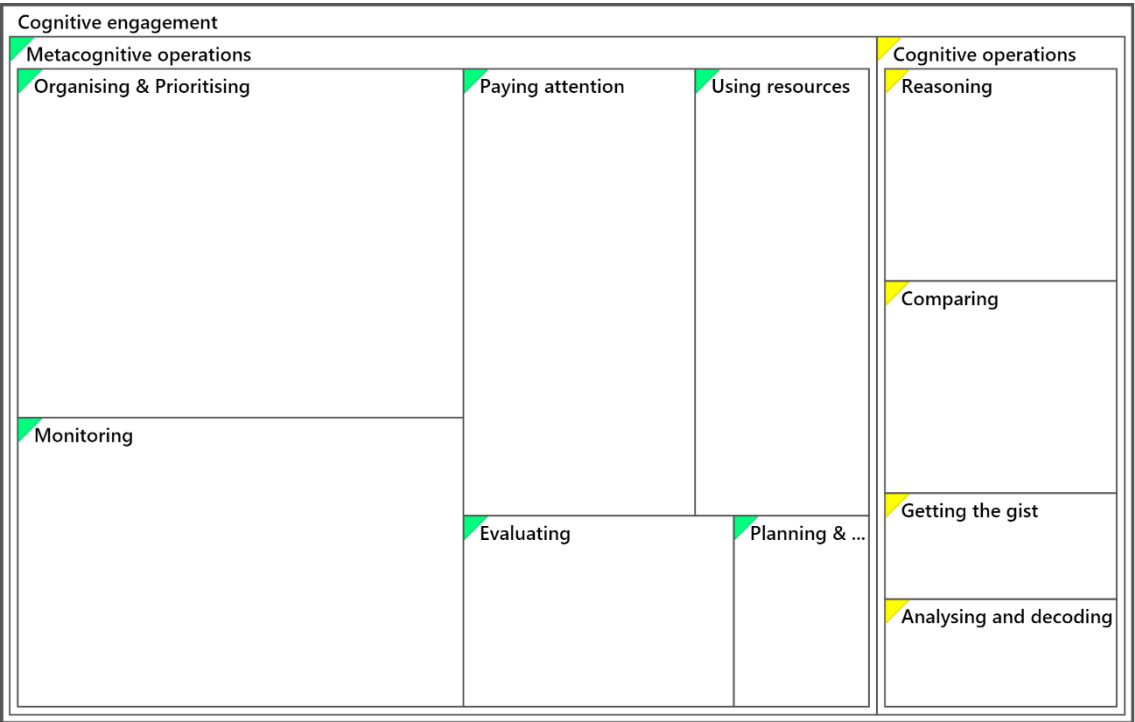 Cognitive engagement
Metacognitive operations
Organising & Prioritising
Monitoring
Paying attention
Using resources
Evaluating
Planning & ...
Cognitive operations
Reasoning
Comparing
Getting the gist
Analysing and decoding